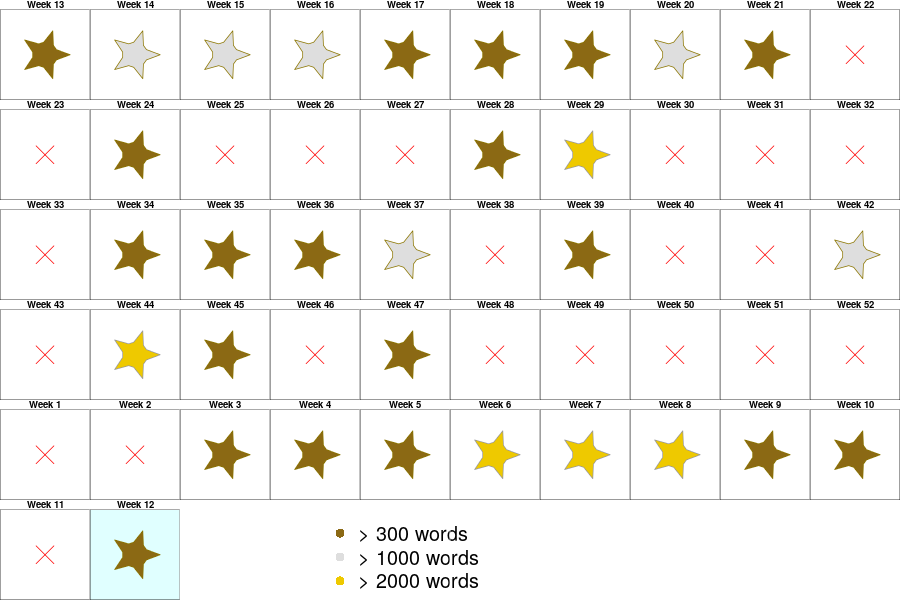 Week 13 Week 14 Week 15 Week 16 Week 17 Week 18 Week 19 Week 20 Week 21 Week 22
Week 23 Week 24 Week 25 Week 26 Week 27 Week 28 Week 29 Week 30 Week 31 Week 32
Week 33 Week 34 Week 35 Week 36 Week 37 Week 38 Week 39 Week 40 Week 41 Week 42
Week 43 Week 44 Week 45 Week 46 Week 47 Week 48 Week 49 Week 50 Week 51 Week 52
Week 1 Week 2 Week 3 Week 4 Week 5 Week 6 Week 7 Week 8 Week 9 Week 10
Week 11 Week 12
> 300 words
> 1000 words
> 2000 words